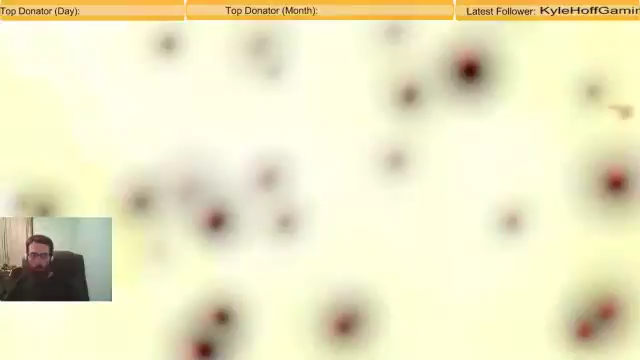 Top Donator (Day):
Top Donator (Month):
Latest Follower: KyleHoffGamin